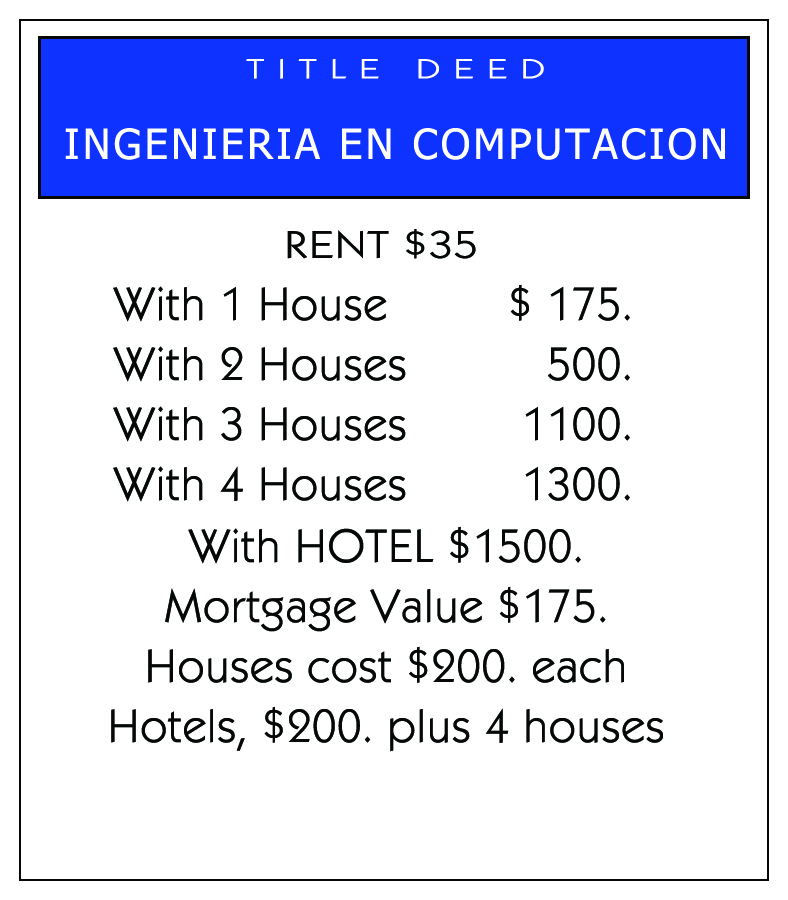 TITLE DEED
INGENIERIA EN COMPUTACION
RENT $35
With 1 House $ 175.
With 2 Houses 500.
With 3 Houses 1100.
With 4 Houses 1300.
With HOTEL $1500.
Mortgage Value $175.
Houses cost $200. each
Hotels, $200. plus 4 houses